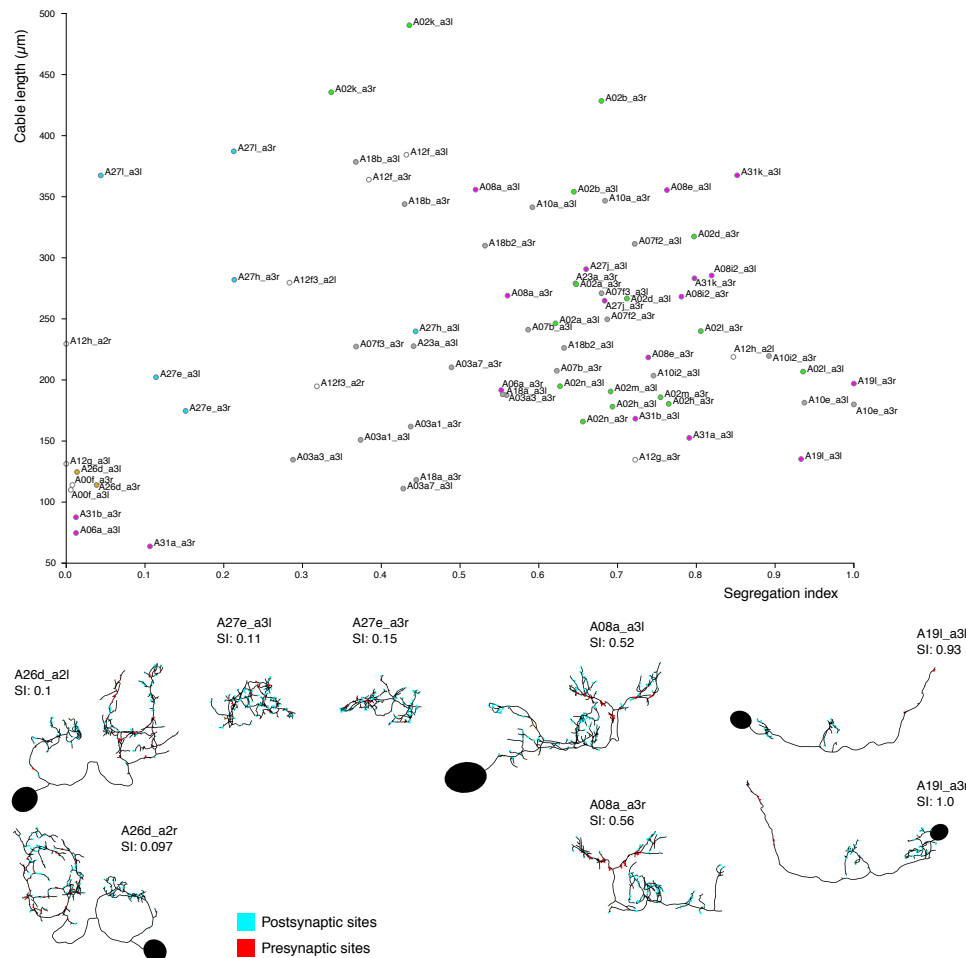 500
A02k_a3l
450
A02k_a3r
A02b_a3r
400
A27l_a3r
A12f_a3l
A18b_a3l
A27l_a3l
A12f_a3r
A31k_a3l
A08a_a3l
A02b_a3l
A08e_a3l
350
A18b_a3r
A10a_a3l
A10a_a3r
A02d_a3r
A18b2_a3r
A07f2_a3l
300
A27j_a3l
A27h_a3r
A12f3_a2l
A23a_a3r
A02a_a3r
A08i2_a3l
A31k_a3r
A07f3_a3l
A08a_a3r
A27j_a3r
A02d_a3l
A08i2_a3r
250
A07f2_a3r
A27h_a3l
A07b_a3l
A02a_a3l
A02l_a3r
A12h_a2r
A07f3_a3r
A23a_a3l
A18b2_a3l
A08e_a3r
A12h_a2l
A10i2_a3r
A03a7_a3r
A07b_a3r
A10i2_a3l
A02l_a3l
A27e_a3l
200
A12f3_a2r
A06a_a3r
A18a_a3l
A03a3_a3r
A02n_a3l
A02m_a3l
A02m_a3r
A02h_a3r
A19l_a3r
A27e_a3r
A02h_a3l
A10e_a3l
A10e_a3r
A03a1_a3r
A02n_a3r
A31b_a3l
A03a1_a3l
A31a_a3l
150
A12g_a3l
A03a3_a3l
A12g_a3r
A19l_a3l
A26d_a3l
A00f_a3r
A26d_a3r
A00f_a3l
A18a_a3r
A03a7_a3l
100
A31b_a3r
A06a_a3l
A31a_a3r
50
Cable length (µm)
0.0 0.1 0.2 0.3 0.4 0.5 0.6 0.7 0.8 0.9 1.0
Segregation index
A26d_a2l
SI: 0.1
A27e_a3l
SI: 0.11
A27e_a3r
SI: 0.15
A08a_a3l
SI: 0.52
A19l_a3l
SI: 0.93
A26d_a2r
SI: 0.097
A08a_a3r
SI: 0.56
A19l_a3r
SI: 1.0
Postsynaptic sites
Presynaptic sites